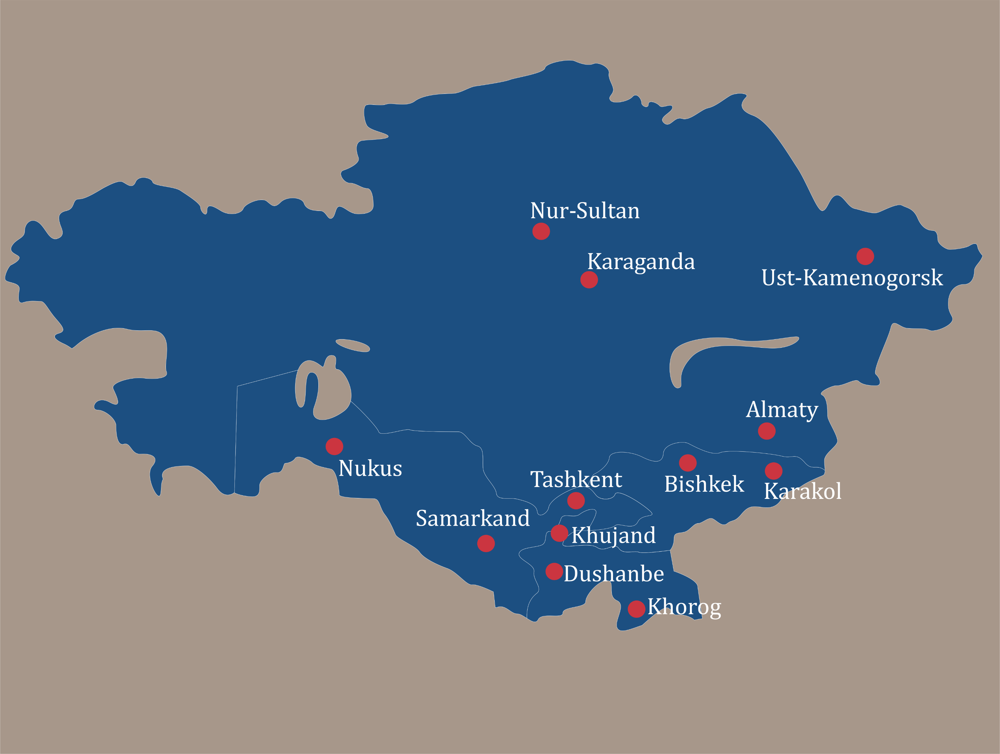 Nur-Sultan
Karaganda
Ust-Kamenogorsk
Almaty
Nukus
Tashkent
Bishkek
Karakol
Samarkand
Khujand
Dushanbe
Khorog